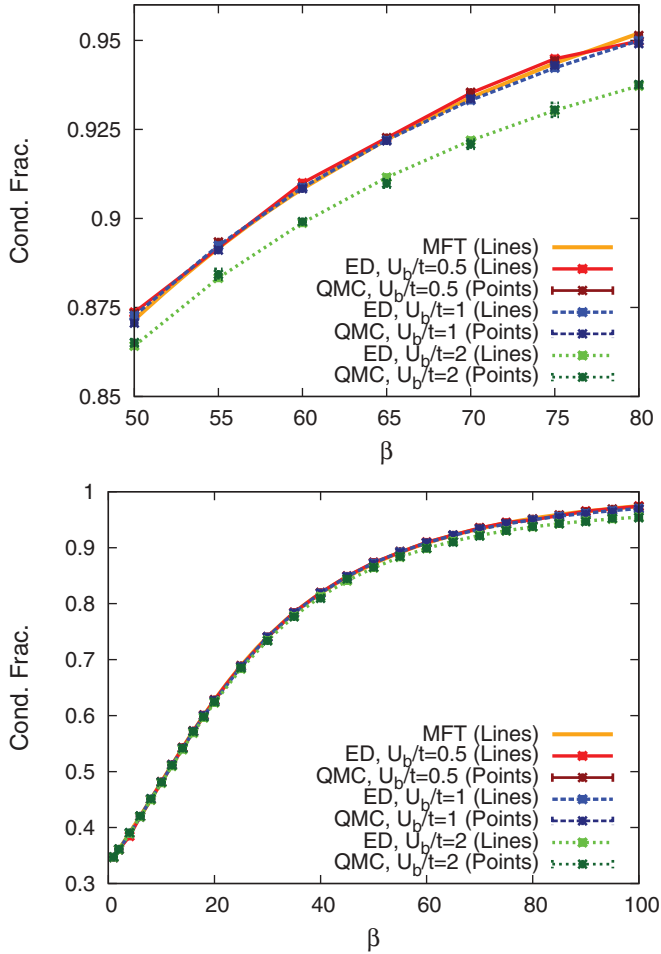 0.95
0.925
0.9
0.875
0.85
Cond. Frac.
MFT (Lines)
ED, U_b/t=0.5 (Lines)
QMC, U_b/t=0.5 (Points)
ED, U_b/t=1 (Lines)
QMC, U_b/t=1 (Points)
ED, U_b/t=2 (Lines)
QMC, U_b/t=2 (Points)
50 55 60 65 70 75 80
β
1
0.9
0.8
0.7
0.6
0.5
0.4
0.3
Cond. Frac.
MFT (Lines)
ED, U_b/t=0.5 (Lines)
QMC, U_b/t=0.5 (Points)
ED, U_b/t=1 (Lines)
QMC, U_b/t=1 (Points)
ED, U_b/t=2 (Lines)
QMC, U_b/t=2 (Points)
0 20 40 60 80 100
β